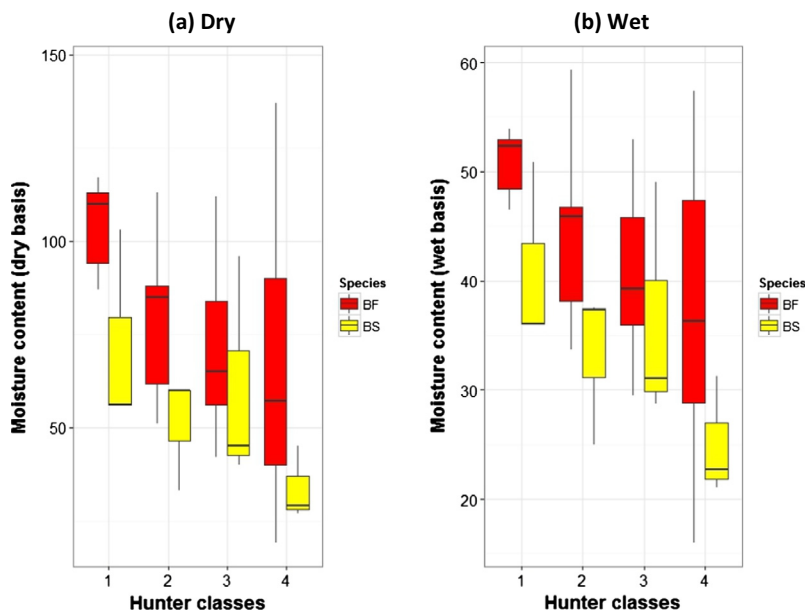 (a) Dry
150
100
50
Moisture content (dry basis)
1 2 3 4
Hunter classes
Species
BF
BS
(b) Wet
60
50
40
30
20
Moisture content (wet basis)
1 2 3 4
Hunter classes
Species
BF
BS